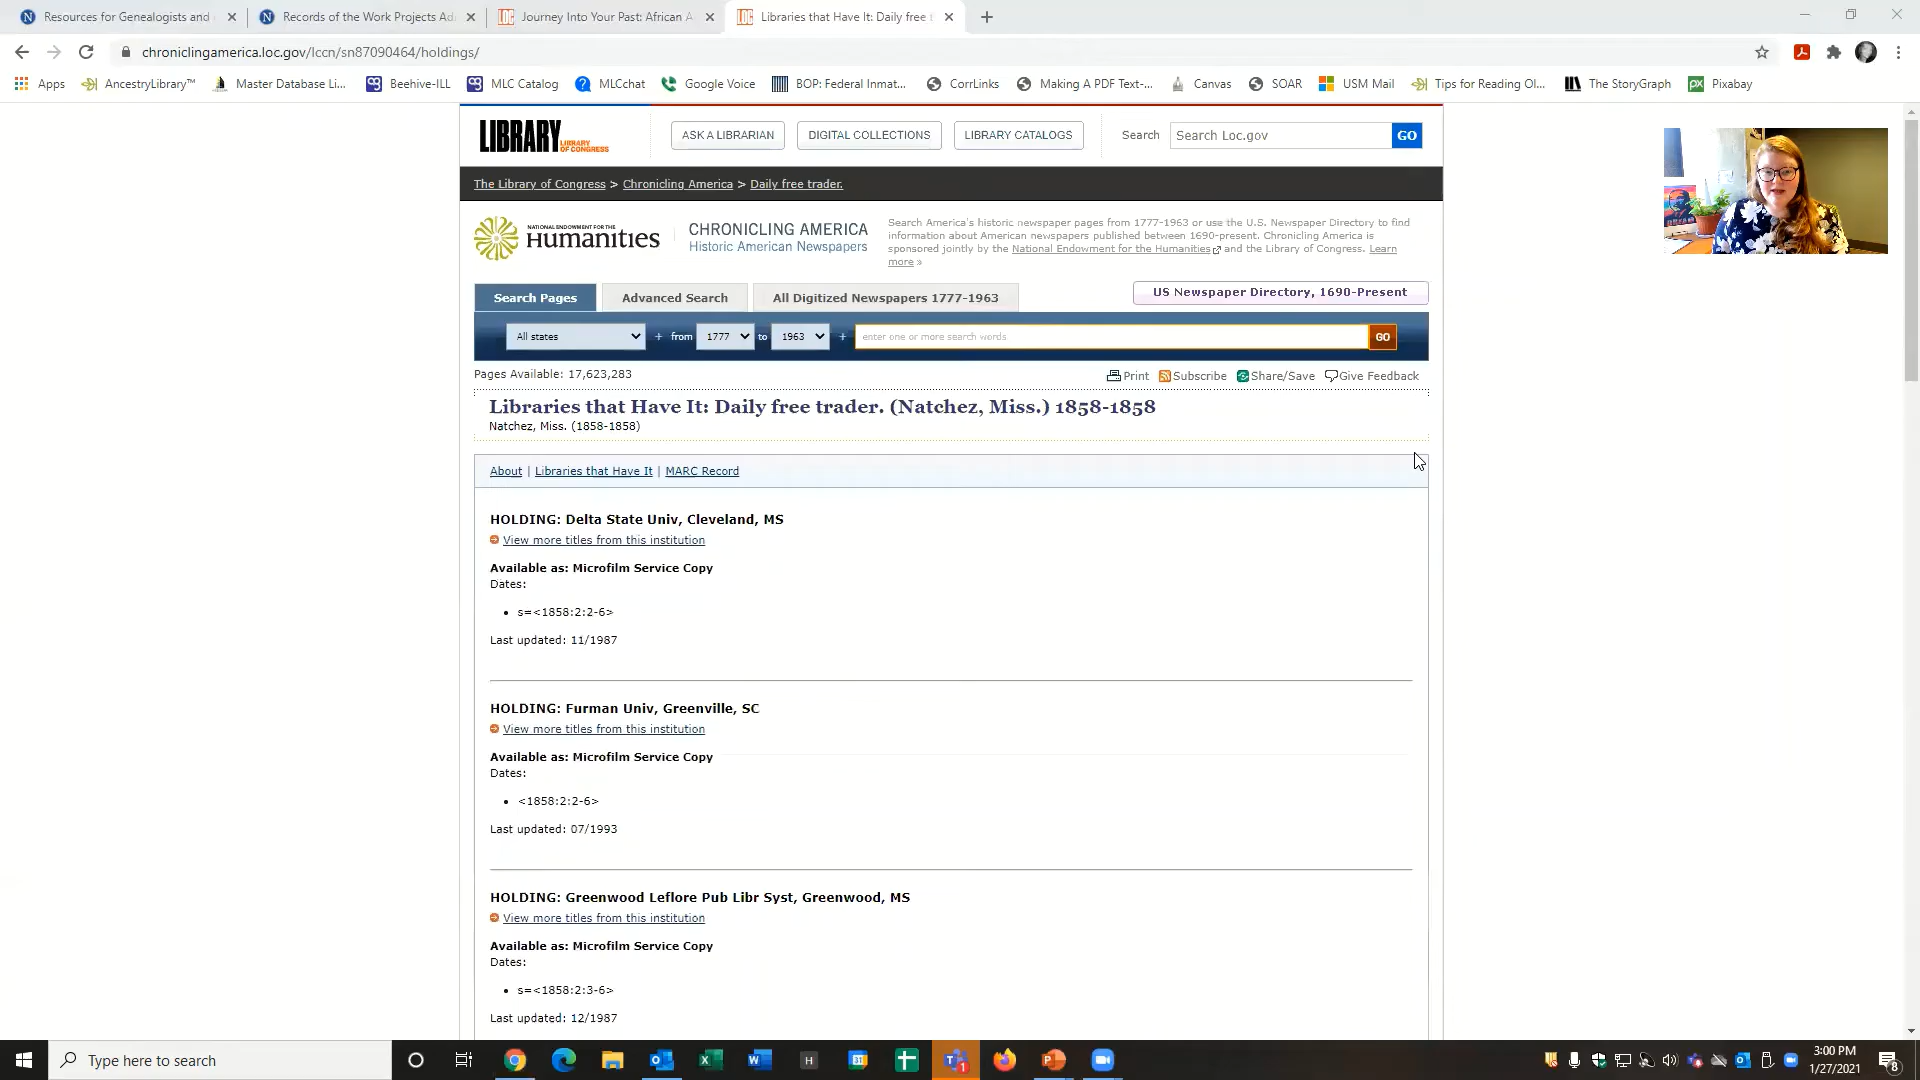 Resources for Genealogists and
Records of the Work Projects Ad
Journey Into Your Past: African A
Libraries that Have It: Daily free t
chroniclingamerica.loc.gov/lccn/sn87090464/holdings/
Apps
AncestryLibrary™
Master Database Li...
Beehive-ILL
MLC Catalog
MLCchat
Google Voice
BOP: Federal Inmat...
CorrLinks
Making A PDF Text-...
Canvas
SOAR
USM Mail
Tips for Reading Ol...
The StoryGraph
Pixabay
LIBRARY LIBRARY OF CONGRESS
ASK A LIBRARIAN
DIGITAL COLLECTIONS
LIBRARY CATALOGS
Search
Search Loc.gov
GO
The Library of Congress > Chronicling America > Daily free trader.
NATIONAL ENDOWMENT FOR THE
Humanities
CHRONICLING AMERICA
Historic American Newspapers
Search America's historic newspaper pages from 1777-1963 or use the U.S. Newspaper Directory to find
information about American newspapers published between 1690-present. Chronicling America is
sponsored jointly by the National Endowment for the Humanities and the Library of Congress. Learn
more »
Search Pages
Advanced Search
All Digitized Newspapers 1777-1963
US Newspaper Directory, 1690-Present
All states + from 1777 to 1963 + enter one or more search words GO
Pages Available: 17,623,283
Print Subscribe Share/Save Give Feedback
Libraries that Have It: Daily free trader. (Natchez, Miss.) 1858-1858
Natchez, Miss. (1858-1858)
About | Libraries that Have It | MARC Record
HOLDING: Delta State Univ, Cleveland, MS
View more titles from this institution
Available as: Microfilm Service Copy
Dates:
• s=<1858:2:2-6>
Last updated: 11/1987
HOLDING: Furman Univ, Greenville, SC
View more titles from this institution
Available as: Microfilm Service Copy
Dates:
• <1858:2:2-6>
Last updated: 07/1993
HOLDING: Greenwood Leflore Pub Libr Syst, Greenwood, MS
View more titles from this institution
Available as: Microfilm Service Copy
Dates:
• s=<1858:2:3-6>
Last updated: 12/1987
Type here to search
3:00 PM
1/27/2021
8